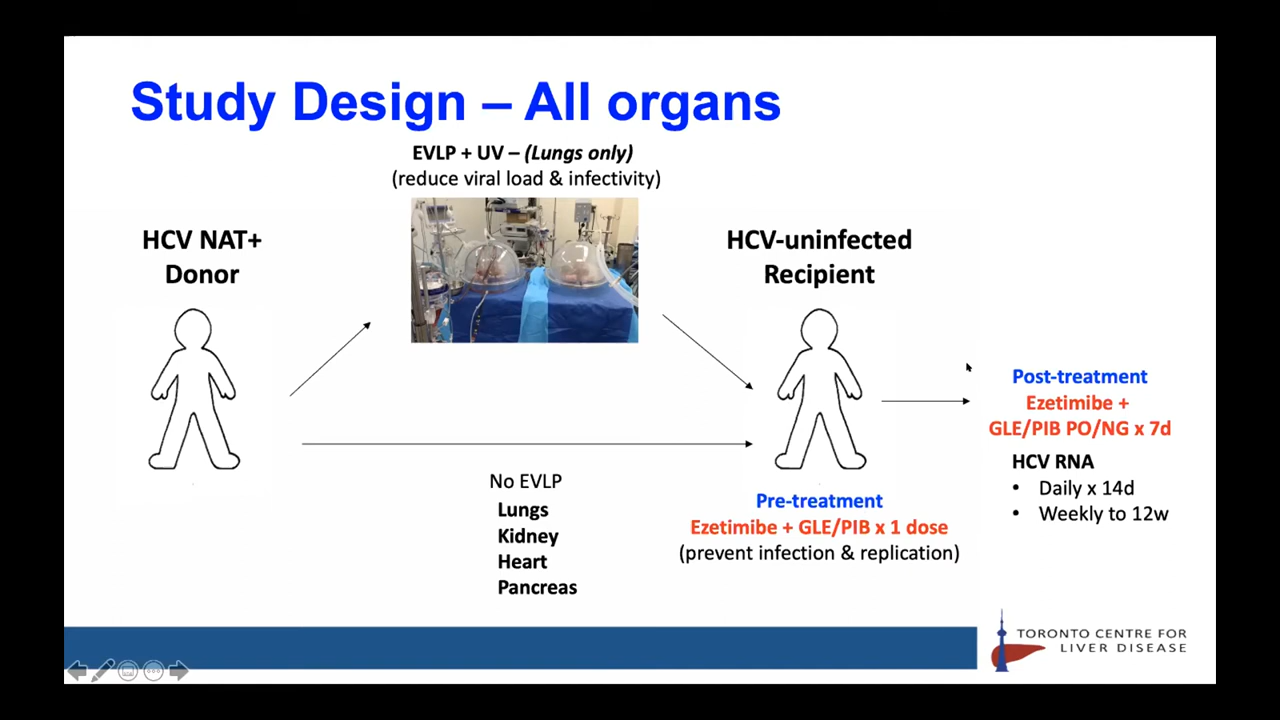 Study Design – All organs
EVLP + UV – (Lungs only)
(reduce viral load & infectivity)
HCV NAT+
Donor
HCV-uninfected
Recipient
No EVLP
Lungs
Kidney
Heart
Pancreas
Pre-treatment
Ezetimibe + GLE/PIB x 1 dose
(prevent infection & replication)
Post-treatment
Ezetimibe +
GLE/PIB PO/NG x 7d
HCV RNA
• Daily x 14d
• Weekly to 12w
TORONTO CENTRE FOR
LIVER DISEASE